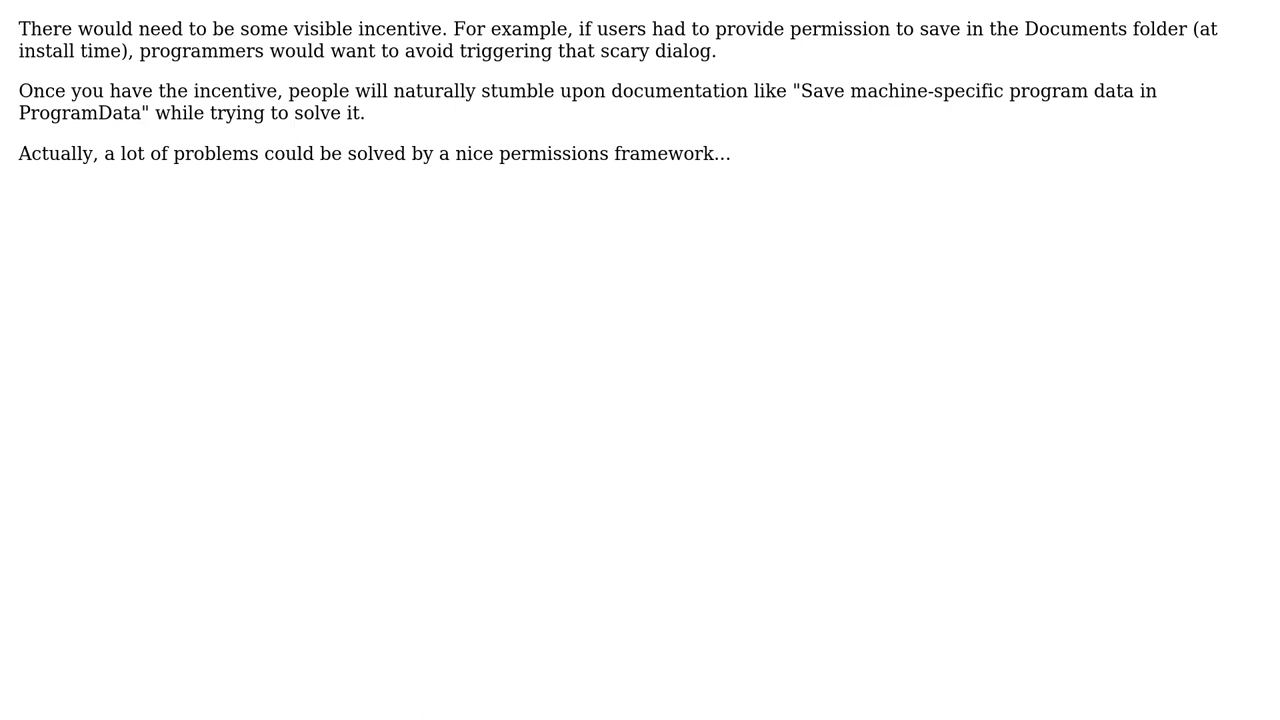 There would need to be some visible incentive. For example, if users had to provide permission to save in the Documents folder (at
install time), programmers would want to avoid triggering that scary dialog.
Once you have the incentive, people will naturally stumble upon documentation like "Save machine-specific program data in
ProgramData" while trying to solve it.
Actually, a lot of problems could be solved by a nice permissions framework...